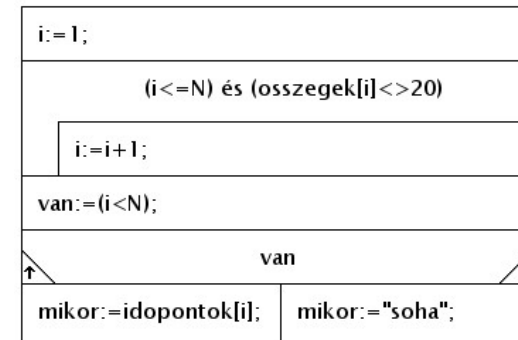 i:=1;
(i<=N) és (osszegek[i]<>20)
i:=i+1;
van:=(i<N);
van
mikor:=idopontok[i]; mikor:="soha";